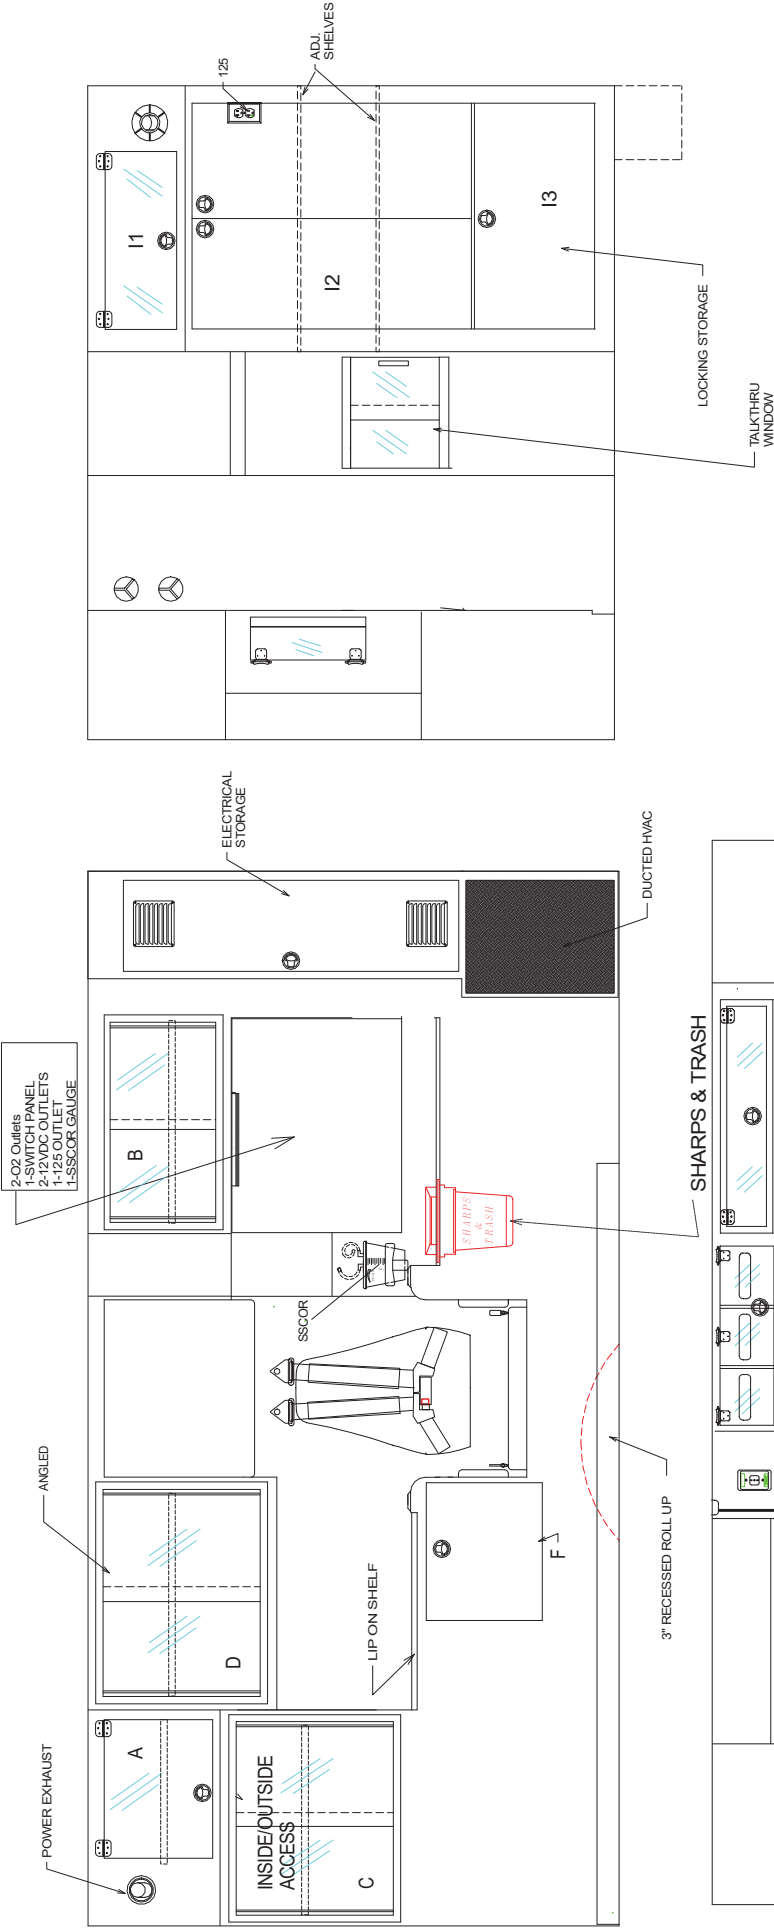 POWER EXHAUST
ANGLED
2-O2 Outlets
1-SWITCH PANEL
2-12VDC OUTLETS
1-125 OUTLET
1-SSCOR GAUGE
ELECTRICAL
STORAGE
A
D
B
INSIDE/OUTSIDE
ACCESS
C
LIP ON SHELF
SSCOR
SHARPS
&
TRASH
F
3" RECESSED ROLL UP
SHARPS & TRASH
DUCTED HVAC
125
ADJ.
SHELVES
I1
I2
I3
LOCKING STORAGE
TALKTHRU
WINDOW